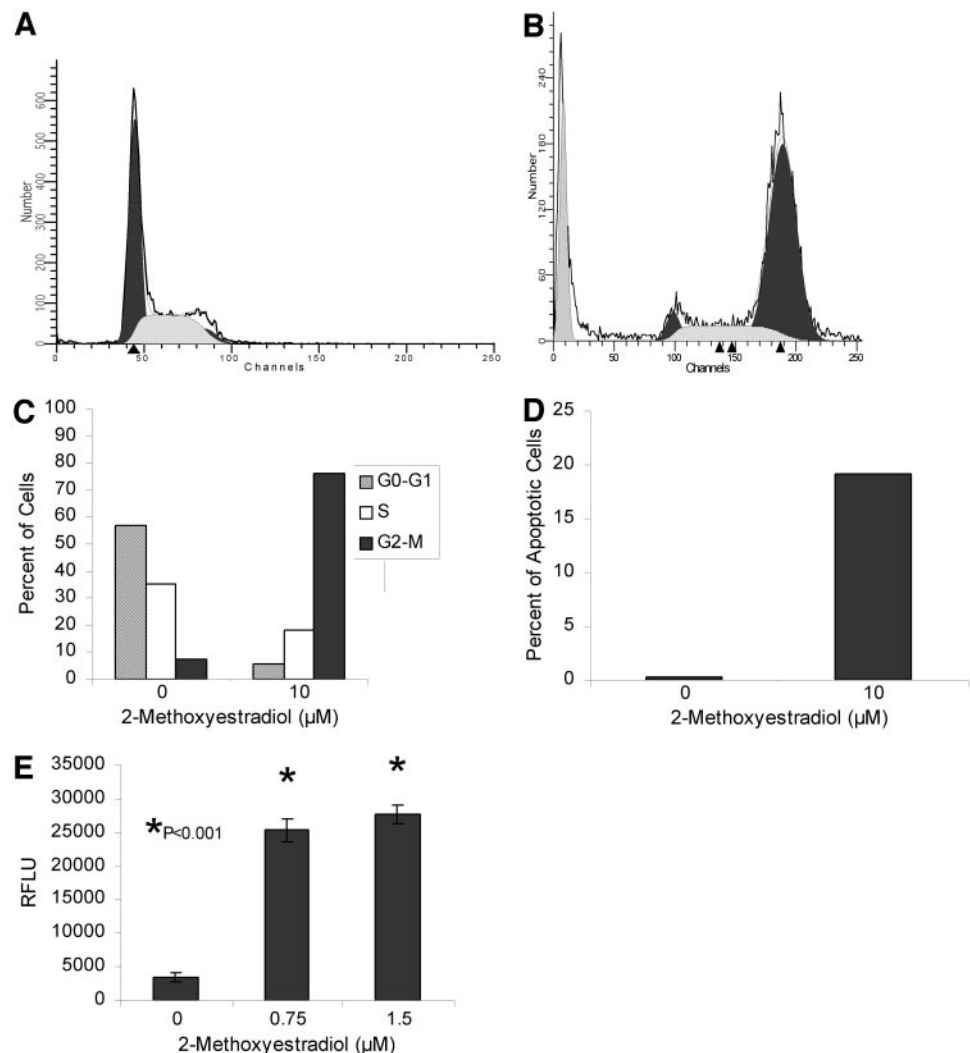 A
Number
600
500
400
300
200
100
0
0 50 100 150 200 250
Channels
B
Number
240
180
120
60
0
0 50 100 150 200 250
Channels
C
Percent of Cells
100
90
80
70
60
50
40
30
20
10
0
0 10
2-Methoxyestradiol (µM)
G0-G1
S
G2-M
D
Percent of Apoptotic Cells
25
20
15
10
5
0
0 10
2-Methoxyestradiol (µM)
E
RFLU
35000
30000
25000
20000
15000
10000
5000
0
*P<0.001
* *
0 0.75 1.5
2-Methoxyestradiol (µM)